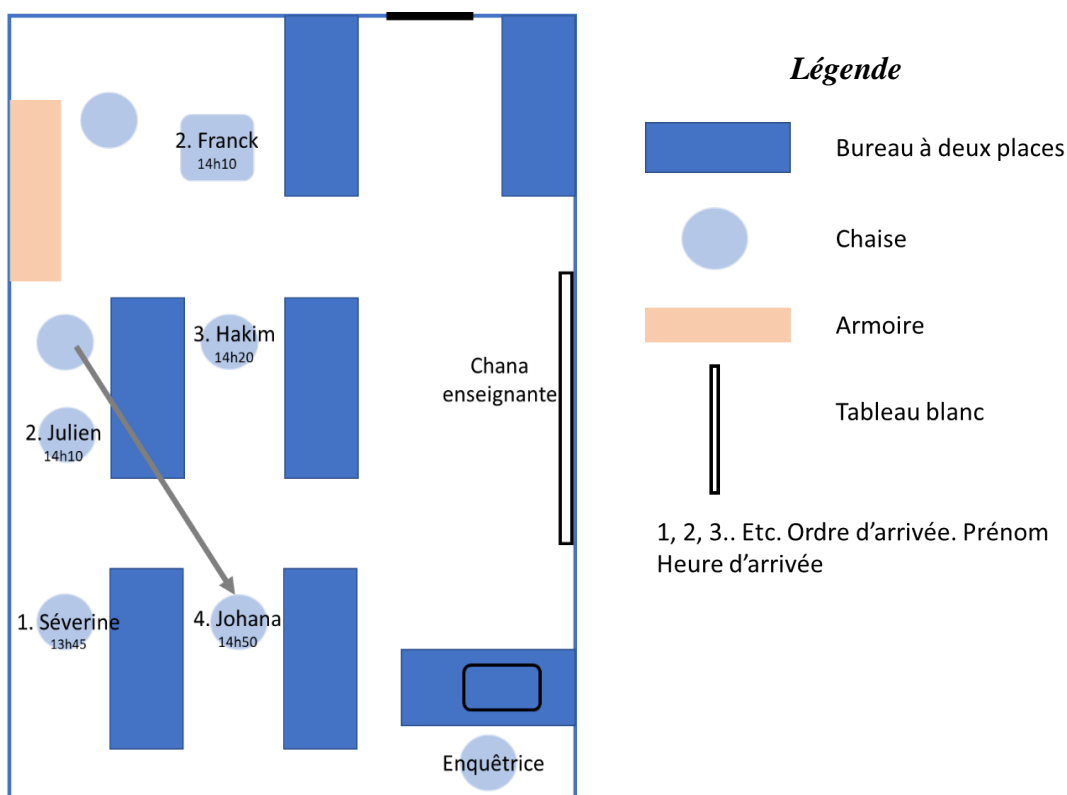 2. Franck
14h10
3. Hakim
14h20
Chana
enseignante
2. Julien
14h10
1. Séverine
13h45
4. Johana
14h50
Enquêtrice
Légende
Bureau à deux places
Chaise
Armoire
Tableau blanc
1, 2, 3.. Etc. Ordre d’arrivée. Prénom
Heure d’arrivée